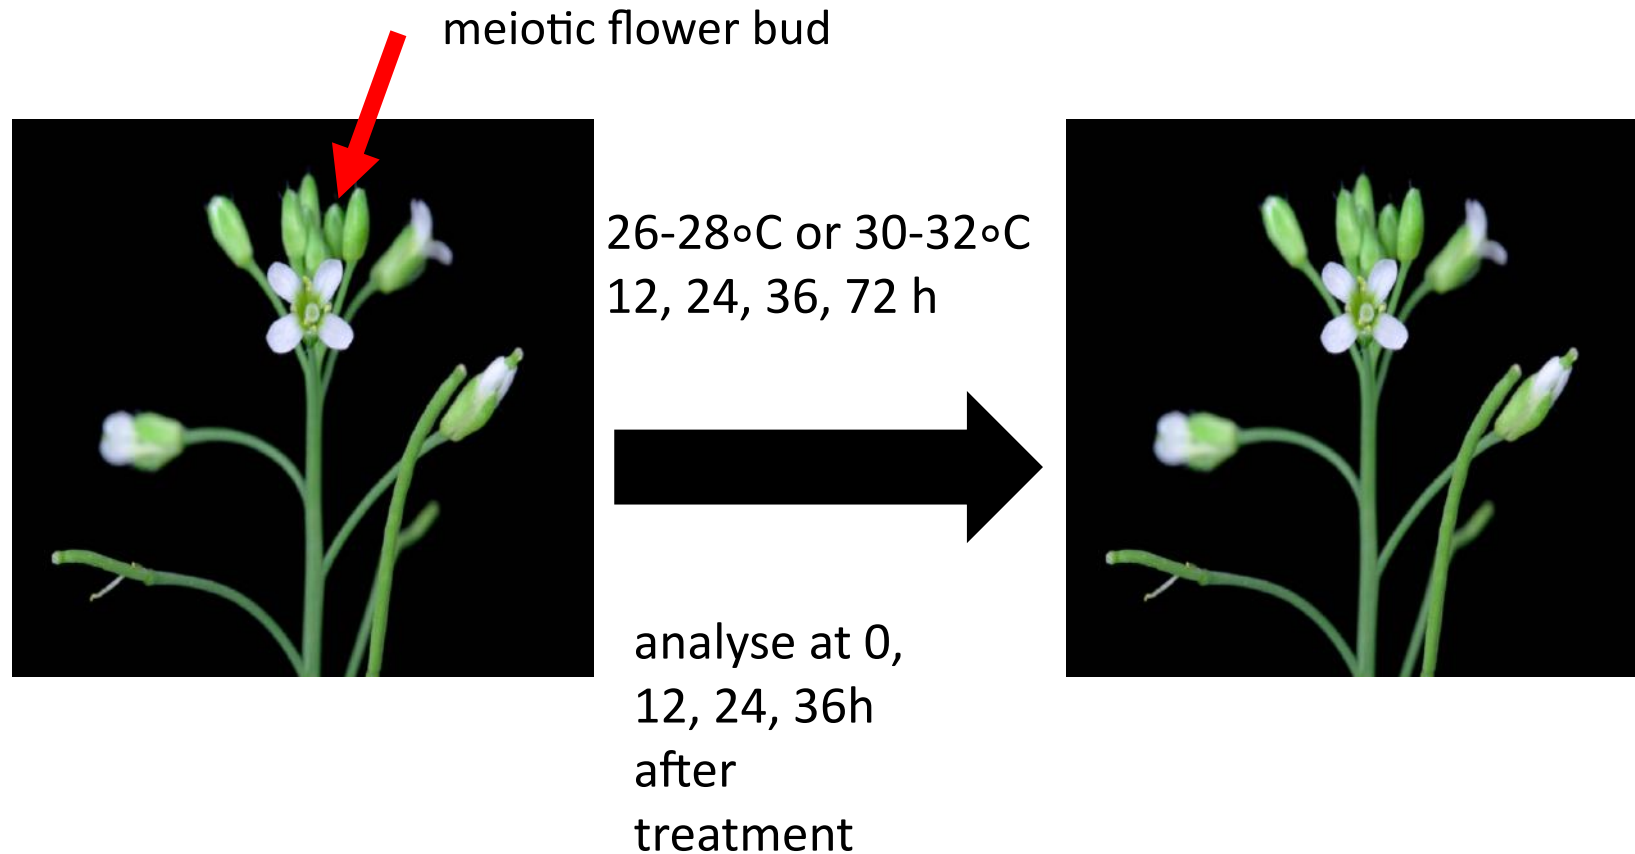 meiotic flower bud
26-28∘C or 30-32∘C
12, 24, 36, 72 h
analyse at 0,
12, 24, 36h
after
treatment